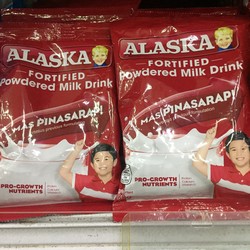 ALASKA
FORTIFIED
Powdered Milk Drink
MAS PINASARAP!
PRO-GROWTH
NUTRIENTS
ALASKA
FORTIFIED
Powdered Milk Drink
MAS PINASARAP!
PRO-GROWTH
NUTRIENTS